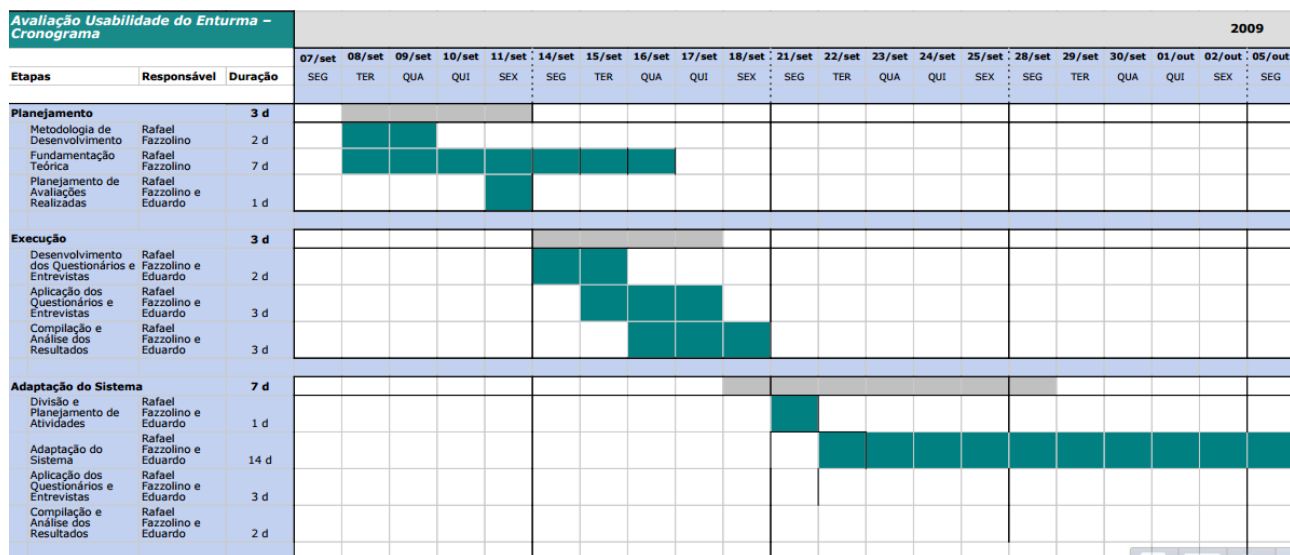 Avaliação Usabilidade do Enturma –
Cronograma
2009
07/set 08/set 09/set 10/set 11/set 14/set 15/set 16/set 17/set 18/set 21/set 22/set 23/set 24/set 25/set 28/set 29/set 30/set 01/out 02/out 05/out
Etapas Responsável Duração SEG TER QUA QUI SEX SEG TER QUA QUI SEX SEG TER QUA QUI SEX SEG TER QUA QUI SEX SEG
Planejamento 3 d
Metodologia de Rafael
Desenvolvimento Fazzolino 2 d
Fundamentação Rafael
Teórica Fazzolino 7 d
Planejamento de Rafael
Avaliações Fazzolino e
Realizadas Eduardo 1 d
Execução 3 d
Desenvolvimento Rafael
dos Questionários e Fazzolino e
Entrevistas Eduardo 2 d
Aplicação dos Rafael
Questionários e Fazzolino e
Entrevistas Eduardo 3 d
Compilação e Rafael
Análise dos Fazzolino e
Resultados Eduardo 3 d
Adaptação do Sistema 7 d
Divisão e Rafael
Planejamento de Fazzolino e
Atividades Eduardo 1 d
Rafael
Adaptação do Fazzolino e
Sistema Eduardo 14 d
Aplicação dos Rafael
Questionários e Fazzolino e
Entrevistas Eduardo 3 d
Compilação e Rafael
Análise dos Fazzolino e
Resultados Eduardo 2 d